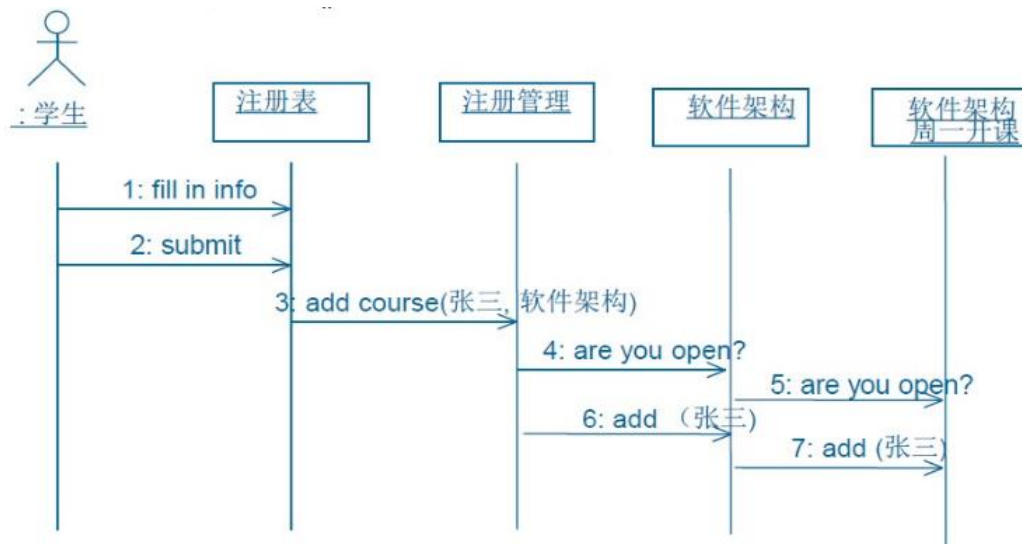 : 学生
注册表
注册管理
软件架构
软件架构
周一开课
1: fill in info
2: submit
3: add course(张三, 软件架构)
4: are you open?
5: are you open?
6: add （张三)
7: add (张三)